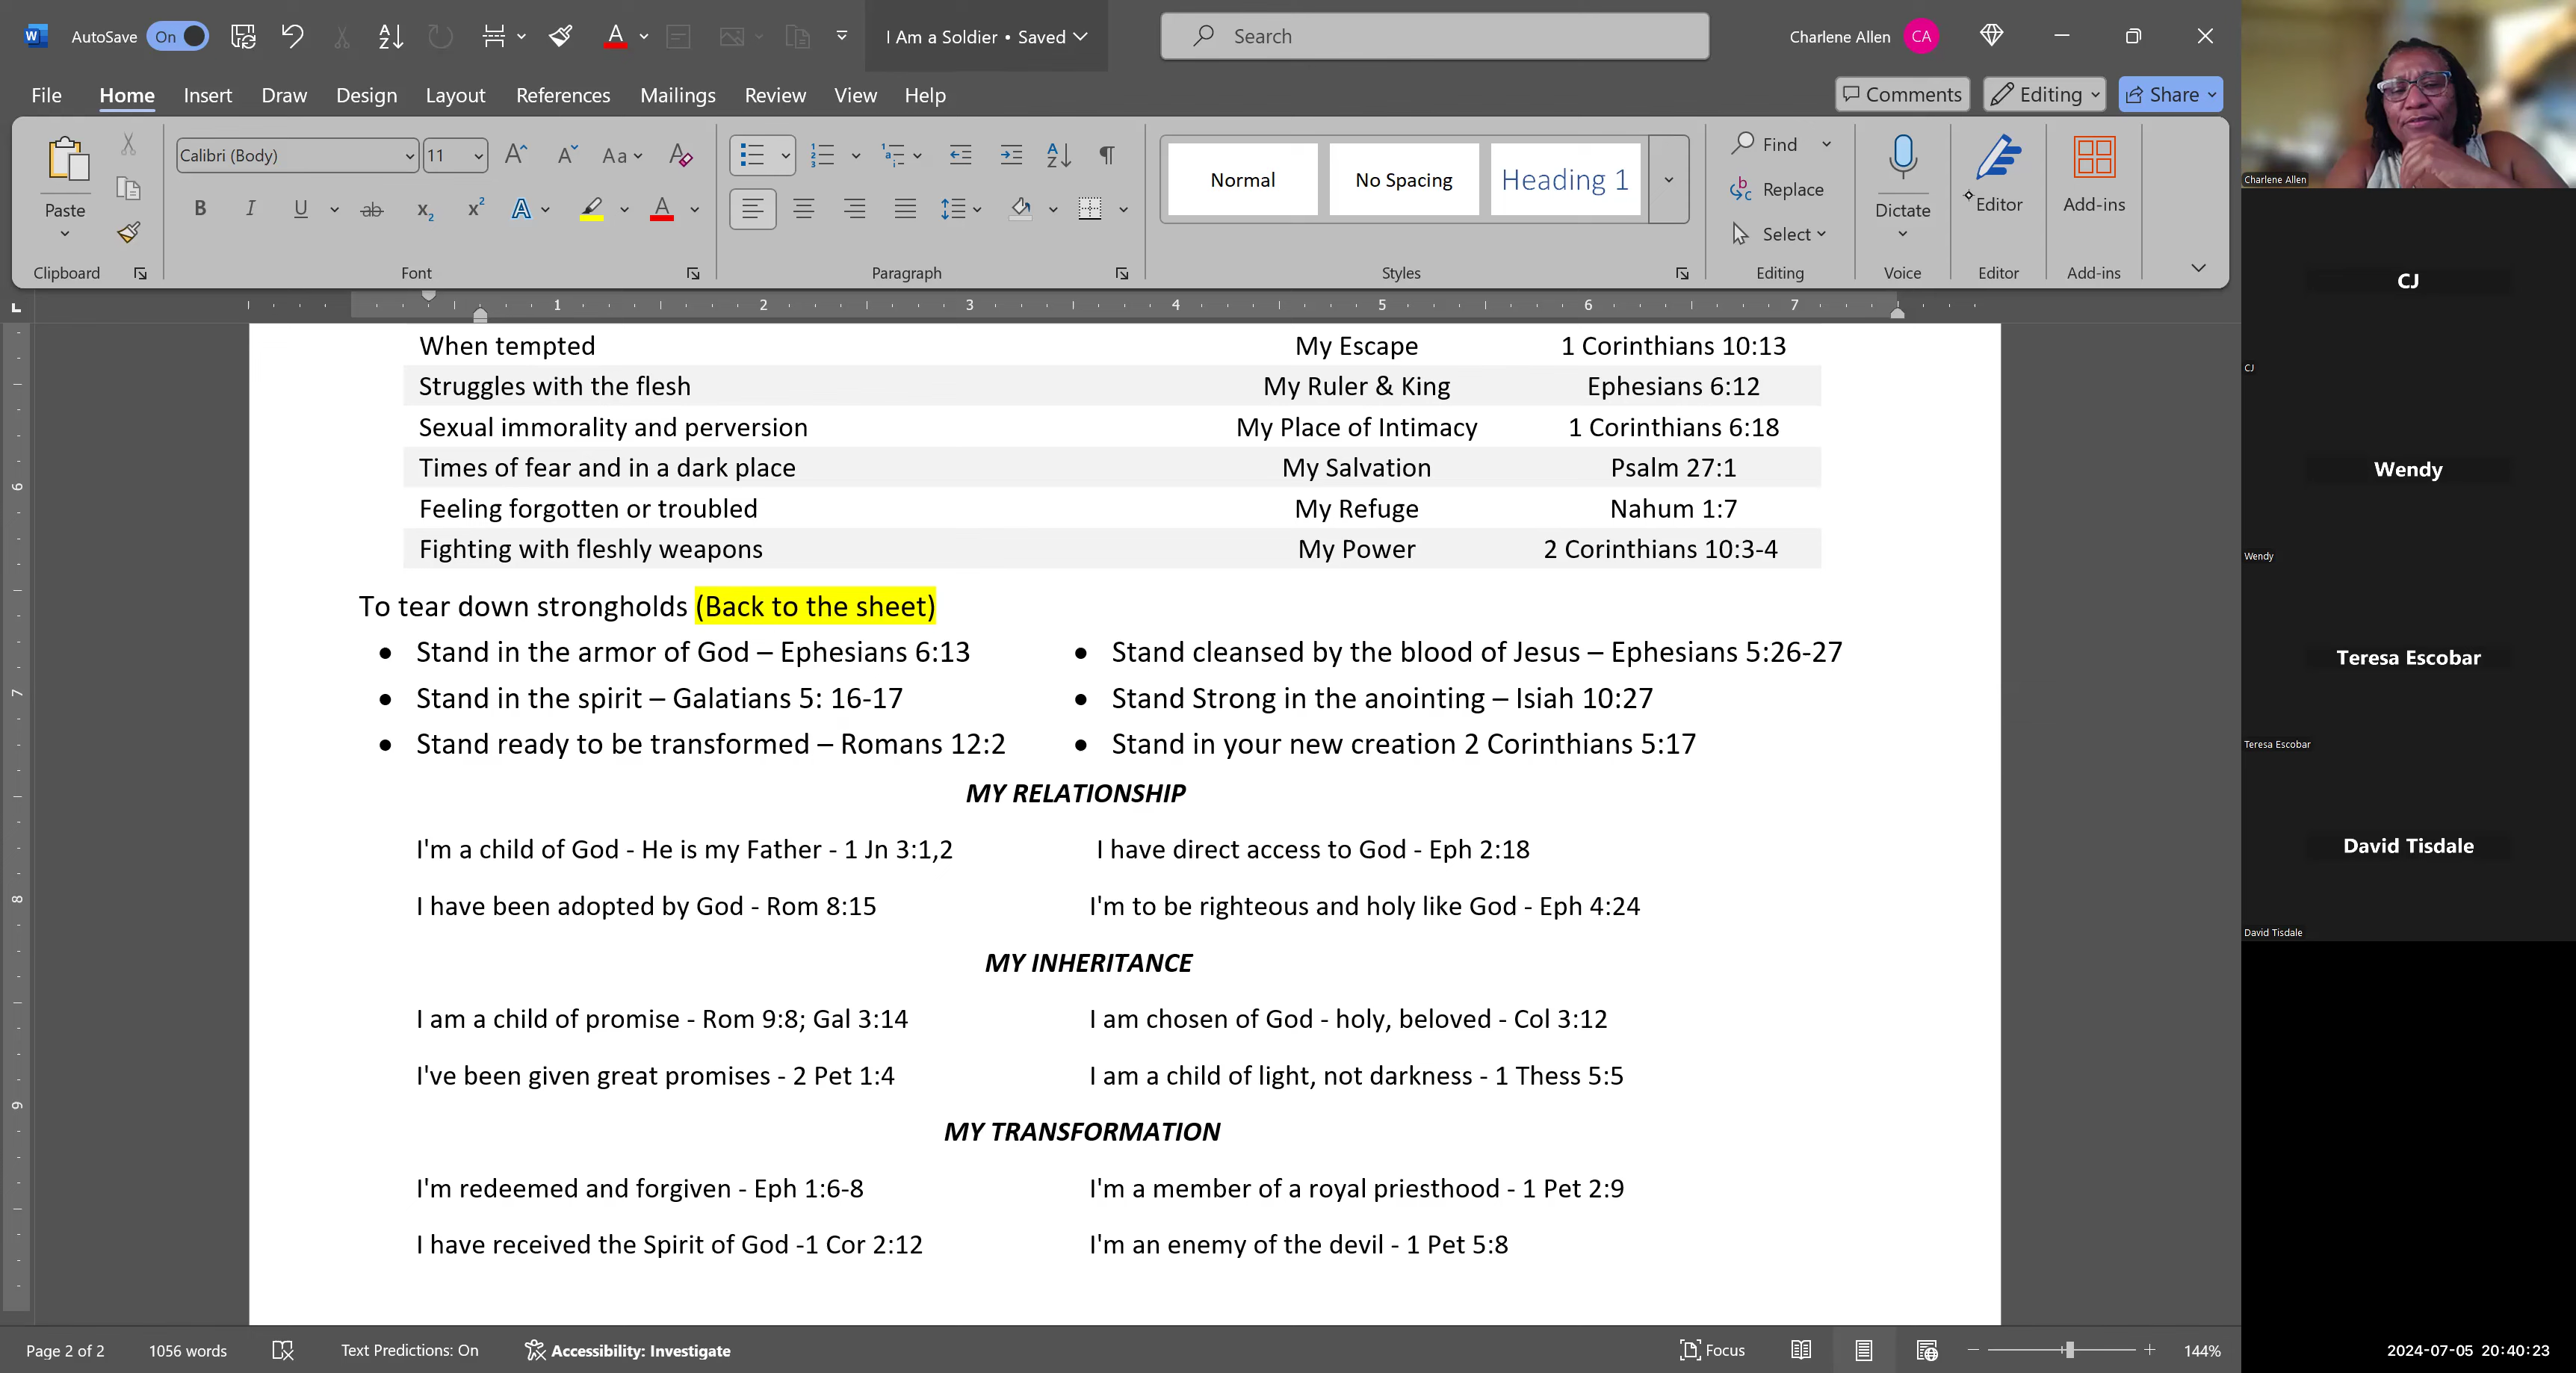 AutoSave On I Am a Soldier • Saved Search Charlene Allen CA
File Home Insert Draw Design Layout References Mailings Review View Help Comments Editing Share
Paste Calibri (Body) 11 Aa Normal No Spacing Heading 1 Find Replace Select Dictate Editor Add-ins
Clipboard Font Paragraph Styles Editing Voice Editor Add-ins
1 2 3 4 5 6 7
When tempted My Escape 1 Corinthians 10:13
Struggles with the flesh My Ruler & King Ephesians 6:12
Sexual immorality and perversion My Place of Intimacy 1 Corinthians 6:18
Times of fear and in a dark place My Salvation Psalm 27:1
Feeling forgotten or troubled My Refuge Nahum 1:7
Fighting with fleshly weapons My Power 2 Corinthians 10:3-4
To tear down strongholds (Back to the sheet)
• Stand in the armor of God – Ephesians 6:13 • Stand cleansed by the blood of Jesus – Ephesians 5:26-27
• Stand in the spirit – Galatians 5: 16-17 • Stand Strong in the anointing – Isiah 10:27
• Stand ready to be transformed – Romans 12:2 • Stand in your new creation 2 Corinthians 5:17
MY RELATIONSHIP
I'm a child of God - He is my Father - 1 Jn 3:1,2 I have direct access to God - Eph 2:18
I have been adopted by God - Rom 8:15 I'm to be righteous and holy like God - Eph 4:24
MY INHERITANCE
I am a child of promise - Rom 9:8; Gal 3:14 I am chosen of God - holy, beloved - Col 3:12
I've been given great promises - 2 Pet 1:4 I am a child of light, not darkness - 1 Thess 5:5
MY TRANSFORMATION
I'm redeemed and forgiven - Eph 1:6-8 I'm a member of a royal priesthood - 1 Pet 2:9
I have received the Spirit of God -1 Cor 2:12 I'm an enemy of the devil - 1 Pet 5:8
6
7
8
9
Page 2 of 2 1056 words Text Predictions: On Accessibility: Investigate Focus 144%
Charlene Allen
CJ
CJ
Wendy
Wendy
Teresa Escobar
Teresa Escobar
David Tisdale
David Tisdale
2024-07-05 20:40:23